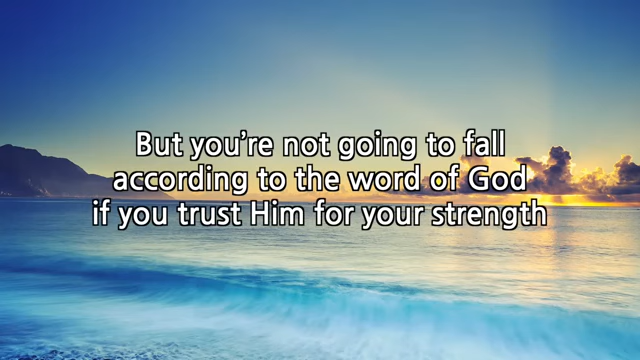 But you're not going to fall
according to the word of God
if you trust Him for your strength